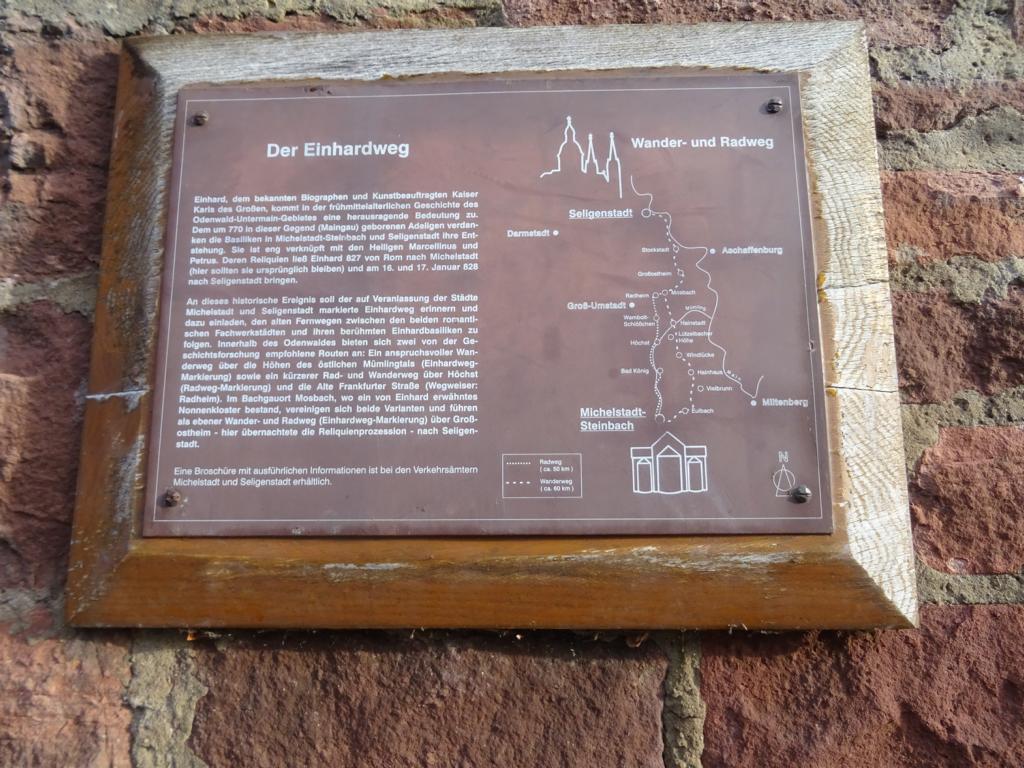 Der Einhardweg
Einhard, dem bekannten Biographen und Kunstbeauftragten Kaiser
Karls des Großen, kommt in der frühmittelalterlichen Geschichte des
Odenwald-Untermain-Gebietes eine herausragende Bedeutung zu.
Dem um 770 in dieser Gegend (Maingau) geborenen Adeligen verdan-
ken die Basiliken in Michelstadt-Steinbach und Seligenstadt ihre Ent-
stehung. Sie ist eng verknüpft mit den Heiligen Marcellinus und
Petrus. Deren Reliquien ließ Einhard 827 von Rom nach Michelstadt
(hier sollten sie ursprünglich bleiben) und am 16. und 17. Januar 828
nach Seligenstadt bringen.
An dieses historische Ereignis soll der auf Veranlassung der Städte
Michelstadt und Seligenstadt markierte Einhardweg erinnern und
dazu einladen, den alten Fernwegen zwischen den beiden romanti-
schen Fachwerkstädten und ihren berühmten Einhardbasiliken zu
folgen. Innerhalb des Odenwaldes bieten sich zwei von der Ge-
schichtsforschung empfohlene Routen an: Ein anspruchsvoller Wan-
derweg über die Höhen des östlichen Mümlingtals (Einhardweg-
Markierung) sowie ein kürzerer Rad- und Wanderweg über Höchst
(Radweg-Markierung) und die Alte Frankfurter Straße (Wegweiser:
Radheim). Im Bachgauort Mosbach, wo ein von Einhard erwähntes
Nonnenkloster bestand, vereinigen sich beide Varianten und führen
als ebener Wander- und Radweg (Einhardweg-Markierung) über Groß-
ostheim - hier übernachtete die Reliquienprozession - nach Seligen-
stadt.
Eine Broschüre mit ausführlichen Informationen ist bei den Verkehrsämtern
Michelstadt und Seligenstadt erhältlich.
Wander- und Radweg
Seligenstadt
Darmstadt
Stockstadt
Aschaffenburg
Großostheim
Radheim
Mosbach
Groß-Umstadt
Mümling
Wambolt-
Schlößchen
Hainstadt
Lützelbacher
Höhe
Höchst
Windlücke
Bad König
Hainhaus
Vielbrunn
Miltenberg
Eulbach
Michelstadt-
Steinbach
Radweg
( ca. 50 km )
Wanderweg
( ca. 60 km )
N